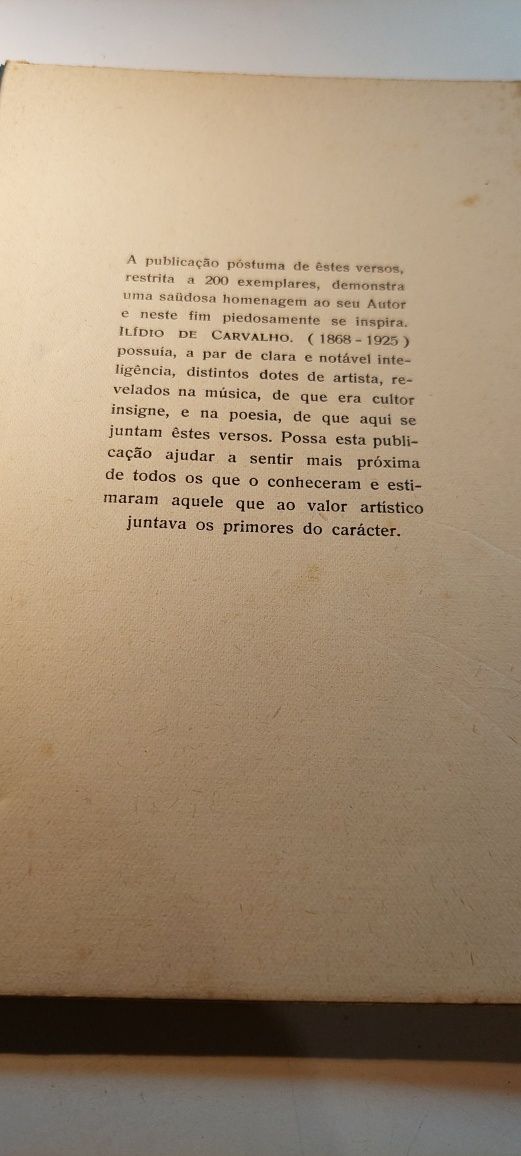 A publicação póstuma de êstes versos,
restrita a 200 exemplares, demonstra
uma saüdosa homenagem ao seu Autor
e neste fim piedosamente se inspira.
ILÍDIO DE CARVALHO. ( 1868 - 1925 )
possuía, a par de clara e notável inte-
ligência, distintos dotes de artista, re-
velados na música, de que era cultor
insigne, e na poesia, de que aqui se
juntam êstes versos. Possa esta publi-
cação ajudar a sentir mais próxima
de todos os que o conheceram e esti-
maram aquele que ao valor artístico
juntava os primores do carácter.